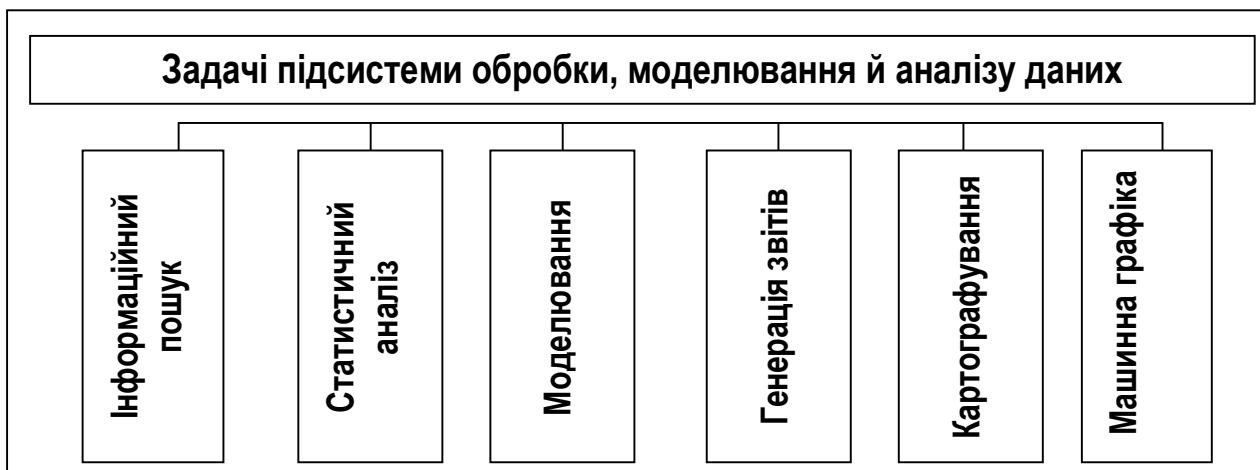 Задачі підсистеми обробки, моделювання й аналізу даних
Інформаційний
пошук
Статистичний
аналіз
Моделювання
Генерація звітів
Картографування
Машинна графіка